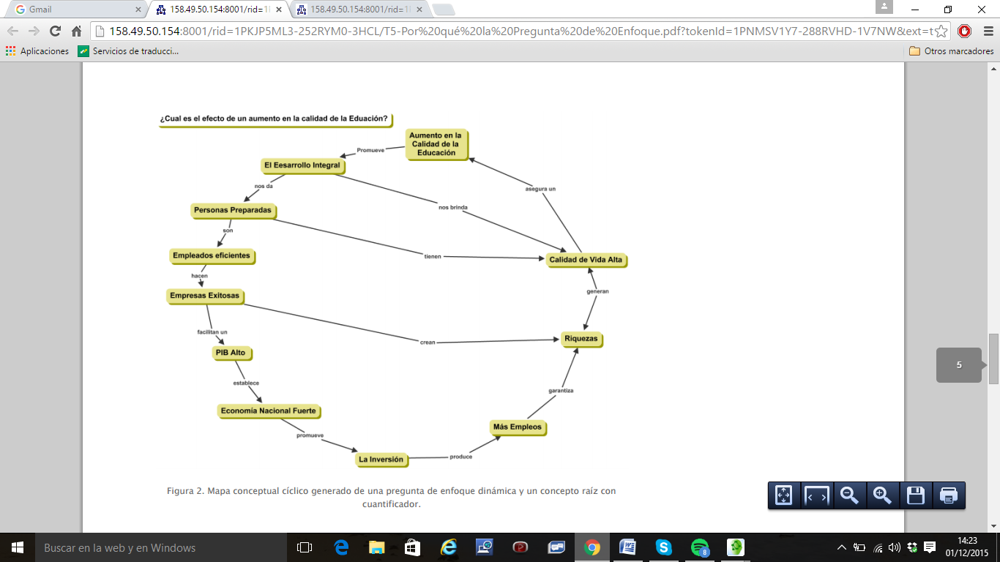 Gmail
158.49.50.154:8001/rid=1
158.49.50.154:8001/rid=1
158.49.50.154:8001/rid=1PKJP5ML3-252RYM0-3HCL/T5-Por%20qué%20la%20Pregunta%20de%20Enfoque.pdf?tokenId=1PNMSV1Y7-288RVHD-1V7NW&ext=t
Aplicaciones
Servicios de traducci...
Otros marcadores
¿Cual es el efecto de un aumento en la calidad de la Eduación?
Aumento en la
Calidad de la
Educación
Promueve
El Eesarrollo Integral
nos da
asegura un
nos brinda
Personas Preparadas
son
tienen
Empleados eficientes
Calidad de Vida Alta
hacen
generan
Empresas Exitosas
facilitan un
crean
Riquezas
PIB Alto
establece
garantiza
Economía Nacional Fuerte
Más Empleos
promueve
La Inversión
produce
5
Figura 2. Mapa conceptual cíclico generado de una pregunta de enfoque dinámica y un concepto raíz con
cuantificador.
Buscar en la web y en Windows
8
14:23
01/12/2015